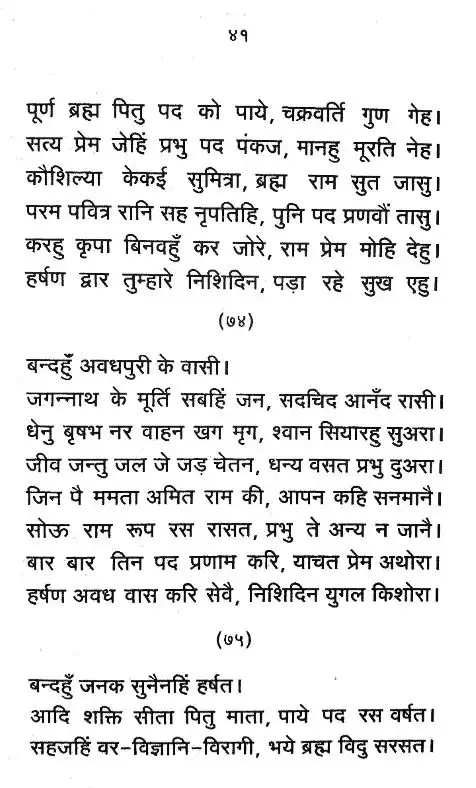 ४१
पूर्ण ब्रह्म पितु पद को पाये, चक्रवर्ति गुण गेह।
सत्य प्रेम जेहिं प्रभु पद पंकज, मानहु मूरति नेह।
कौशिल्या केकई सुमित्रा, ब्रह्म राम सुत जासु।
परम पवित्र रानि सह नृपतिहि, पुनि पद प्रणवौं तासु।
करहु कृपा बिनवहुँ कर जोरे, राम प्रेम मोहि देहु।
हर्षण द्वार तुम्हारे निशिदिन, पड़ा रहे सुख एहु।
(७४)
बन्दहुँ अवधपुरी के वासी।
जगन्नाथ के मूर्ति सबहिं जन, सदचिद आनँद रासी।
धेनु बृषभ नर वाहन खग मृग, श्वान सियारहु सुअरा।
जीव जन्तु जल जे जड़ चेतन, धन्य वसत प्रभु दुअरा।
जिन पै ममता अमित राम की, आपन कहि सनमानै।
सोऊ राम रूप रस रासत, प्रभु ते अन्य न जानै।
बार बार तिन पद प्रणाम करि, याचत प्रेम अथोरा।
हर्षण अवध वास करि सेवै, निशिदिन युगल किशोरा।
(७५)
बन्दहुँ जनक सुनैनहिं हर्षत।
आदि शक्ति सीता पितु माता, पाये पद रस वर्षत।
सहजहिं वर-विज्ञानि-विरागी, भये ब्रह्म विदु सरसत।